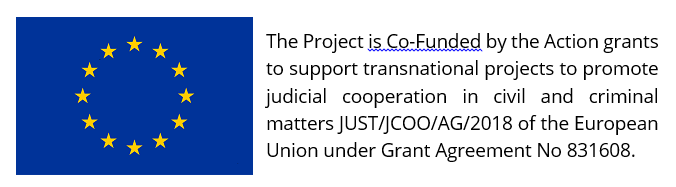 The Project is Co-Funded by the Action grants
to support transnational projects to promote
judicial cooperation in civil and criminal
matters JUST/JCOO/AG/2018 of the European
Union under Grant Agreement No 831608.